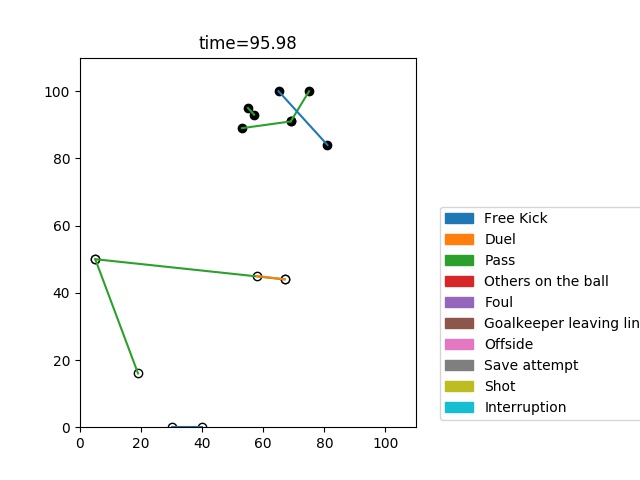 time=95.98
100
80
60
40
20
0
0 20 40 60 80 100
Free Kick
Duel
Pass
Others on the ball
Foul
Goalkeeper leaving lin
Offside
Save attempt
Shot
Interruption